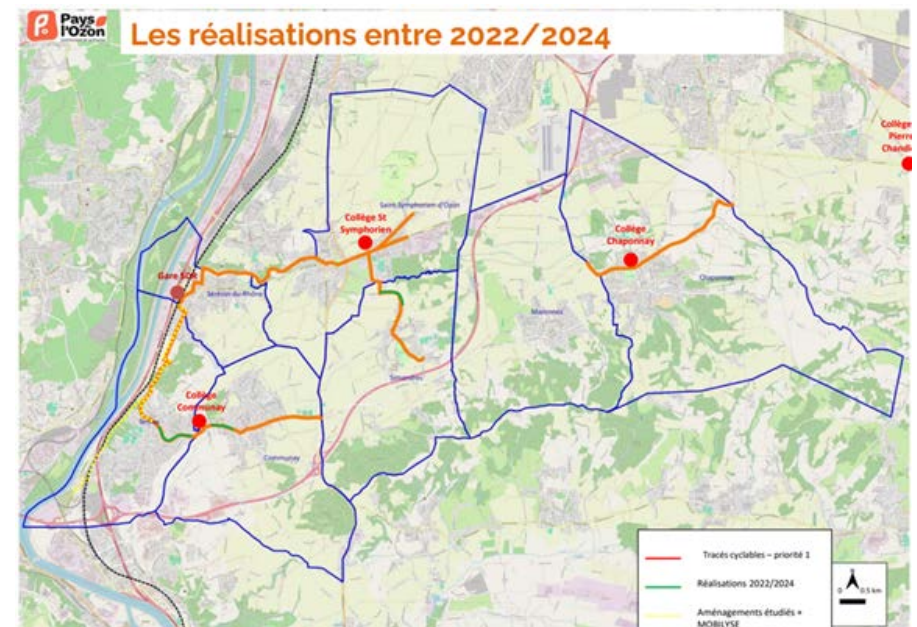 Pays
de
l'Ozon
Les réalisations entre 2022/2024
Collège
Pierre
Saint Symphorien d'Ozon
Collège St
Symphorien
Collège
Chaponnay
Gare
Sérézin-du-Rhône
Chaponnay
Marennes
Simandres
Collège
Communay
Communay
Tracés cyclables – priorité 1
Réalisations 2022/2024
0 0.5 km
Aménagements étudiés +
MOBILYSE